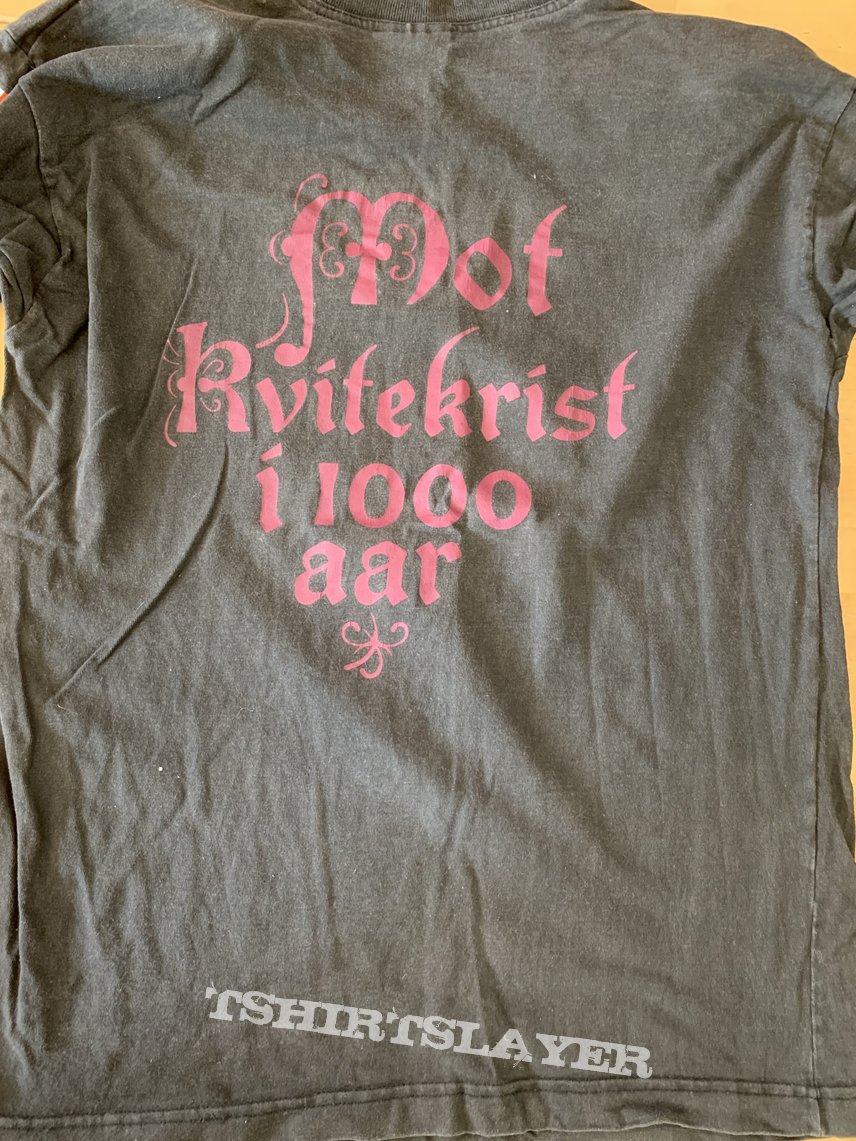 Mot
Kvitekrist
i 1000
aar
TSHIRTSLAYER